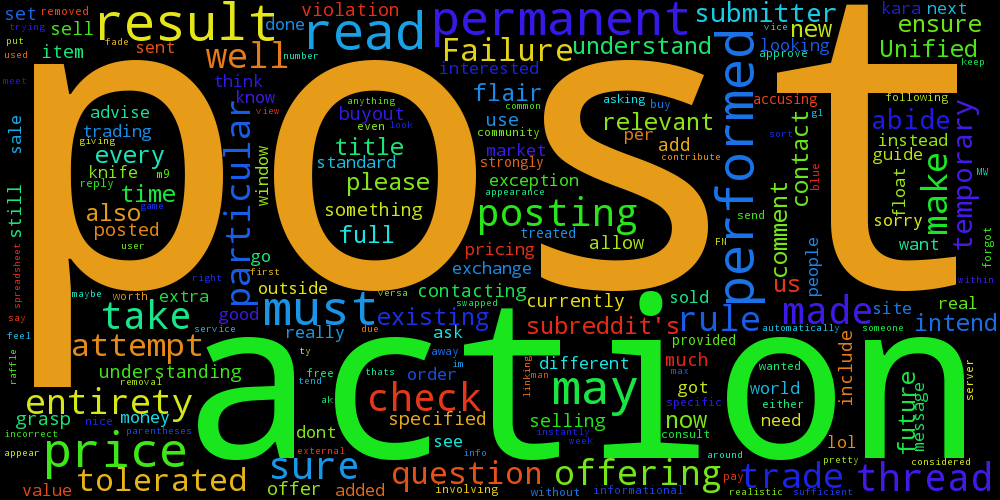 set removed
trying
sell
put
used
item
result
done
fade
sent
violation
well
number
read
permanent
Failure
understand
submitter
vice new
looking
approve
kara next
ensure
Unified
keep
meet
think
know
view
interested
flair
common
use
community
asking buy
relevant
per add
contribute
accusing
gl
following
abide
instead
guide
post
sale
advise
trading
giving
every
knife m9
reply
time
game
also
posted
user
particular
window
anything
buyout
even look
title
standard
please
something
full
market
strongly
exception
appearance
posting
treated
allow
pricing
exchange
send
FN
performed
sort
comment
contact
blue
us
people
float
sorry
want
make
temporary
MW
forgot
within
still
spreadsheet
say
feel
raffle
maybe worth extra
take
attempt
understanding
removal
entirety
grasp
nice
money
incorrect
parentheses
appear
price
value
tolerated
right
go
first
outside
good
service
must
versa
existing
really
due
ty
free
thats
tend
ak
contacting
swapped
ask
away
im
order
currently
subreddit's
sold
rule
provided
made
automatically
site
someone
real
intend
action
different
linking
man
may
much
max
got
specific
now
consult
wanted
world
either
need
include
future
message
server
check
specified
see
info
selling
instantly
week
dont
external
sure
offer added
involving
question
without
offering
informational
around
pay
trade
realistic sufficient
lol
pretty
considered
thread